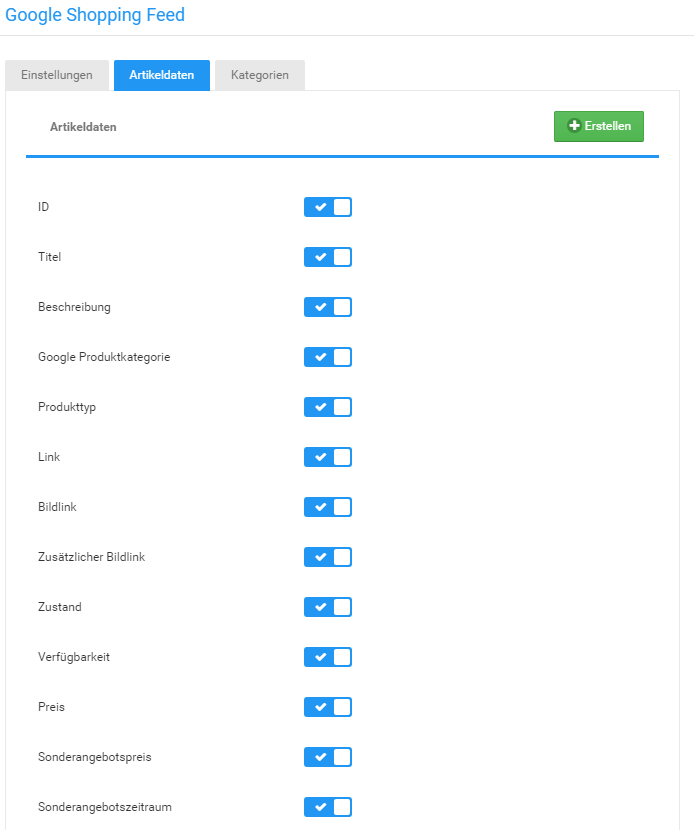 Google Shopping Feed
Einstellungen Artikeldaten Kategorien
Artikeldaten Erstellen
ID
Titel
Beschreibung
Google Produktkategorie
Produkttyp
Link
Bildlink
Zusätzlicher Bildlink
Zustand
Verfügbarkeit
Preis
Sonderangebotspreis
Sonderangebotszeitraum